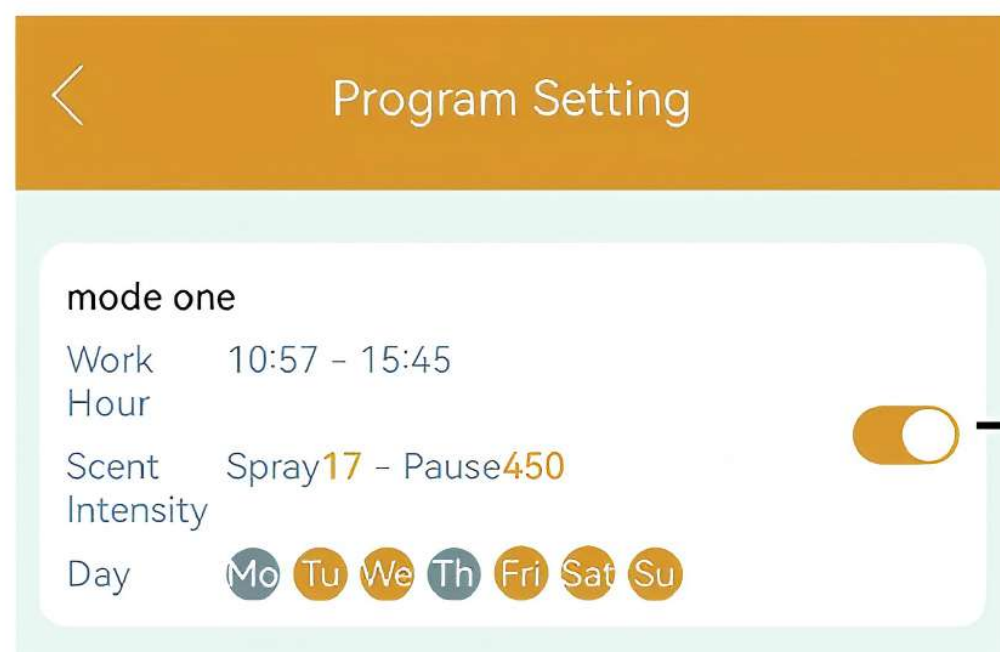 Program Setting
mode one
Work Hour 10:57 - 15:45
Scent Intensity Spray17 - Pause450
Day Mo Tu We Th Fri Sat Su